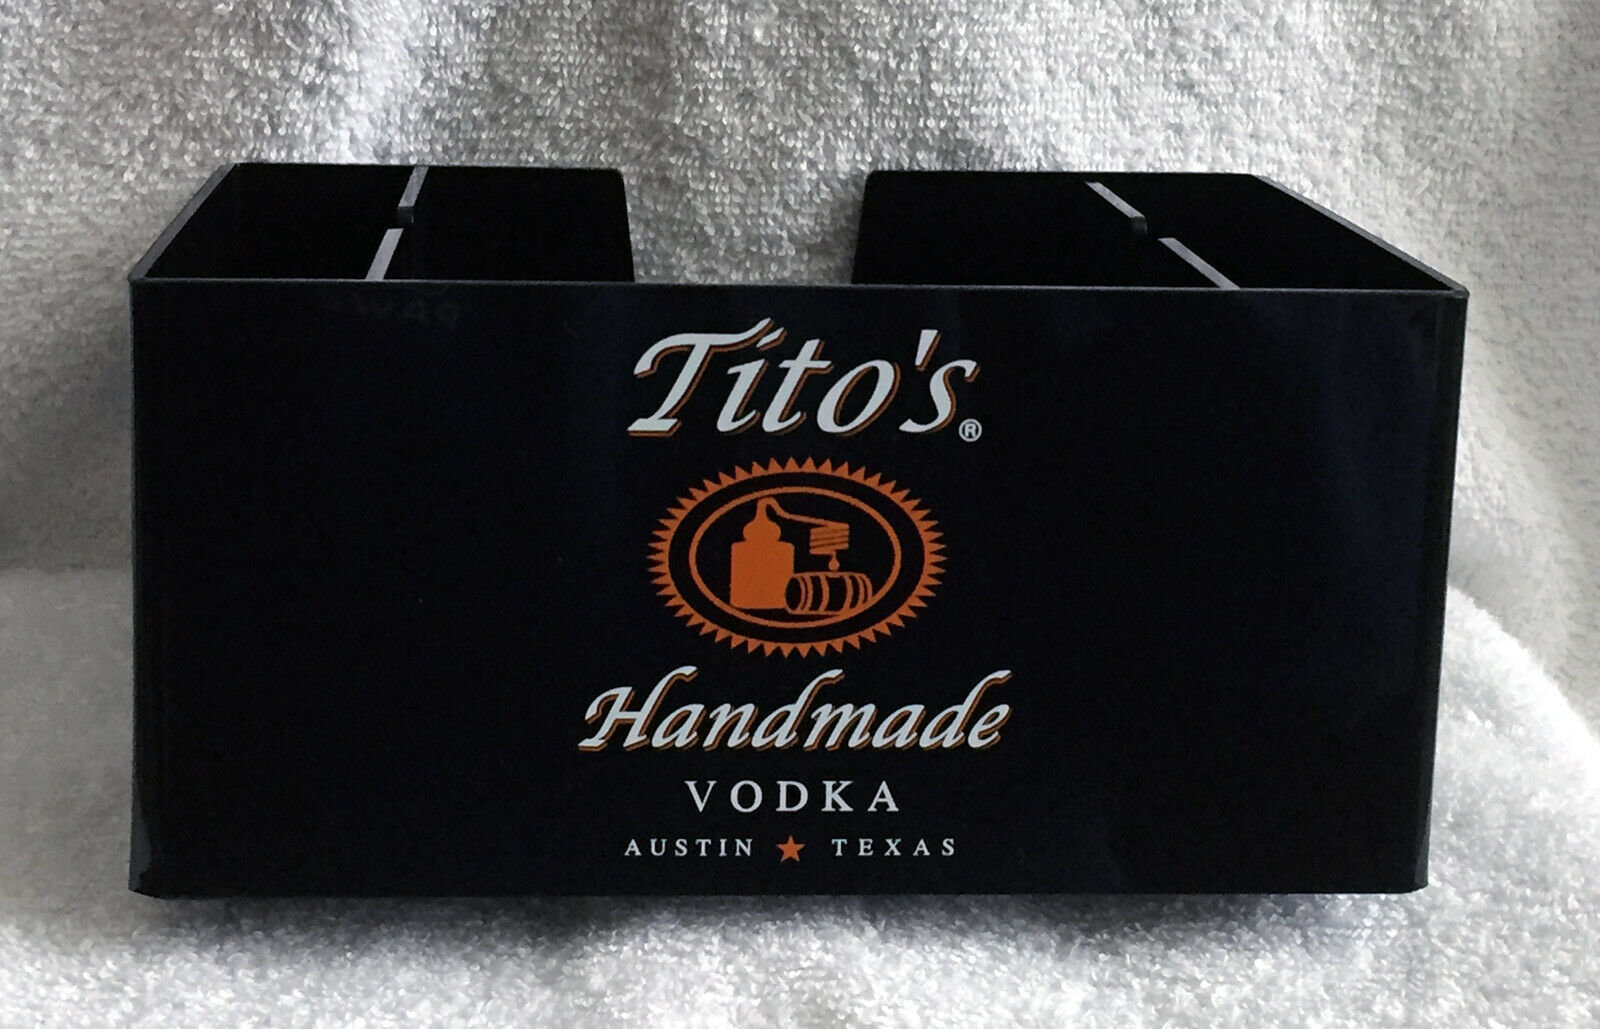 Tito's®
Handmade
VODKA
AUSTIN ★ TEXAS